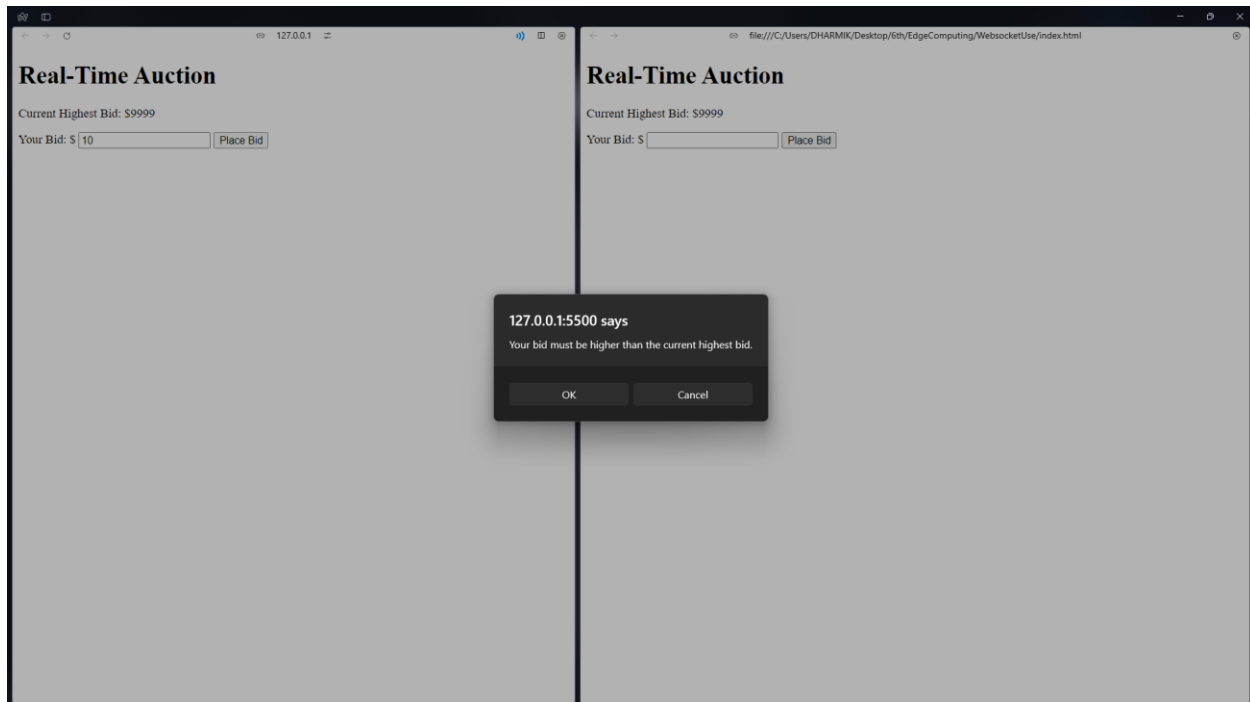 127.0.0.1
file:///C:/Users/DHARMIK/Desktop/6th/EdgeComputing/WebsocketUse/index.html
Real-Time Auction
Current Highest Bid: $9999
Your Bid: $ 10 Place Bid
Real-Time Auction
Current Highest Bid: $9999
Your Bid: $ Place Bid
127.0.0.1:5500 says
Your bid must be higher than the current highest bid.
OK Cancel